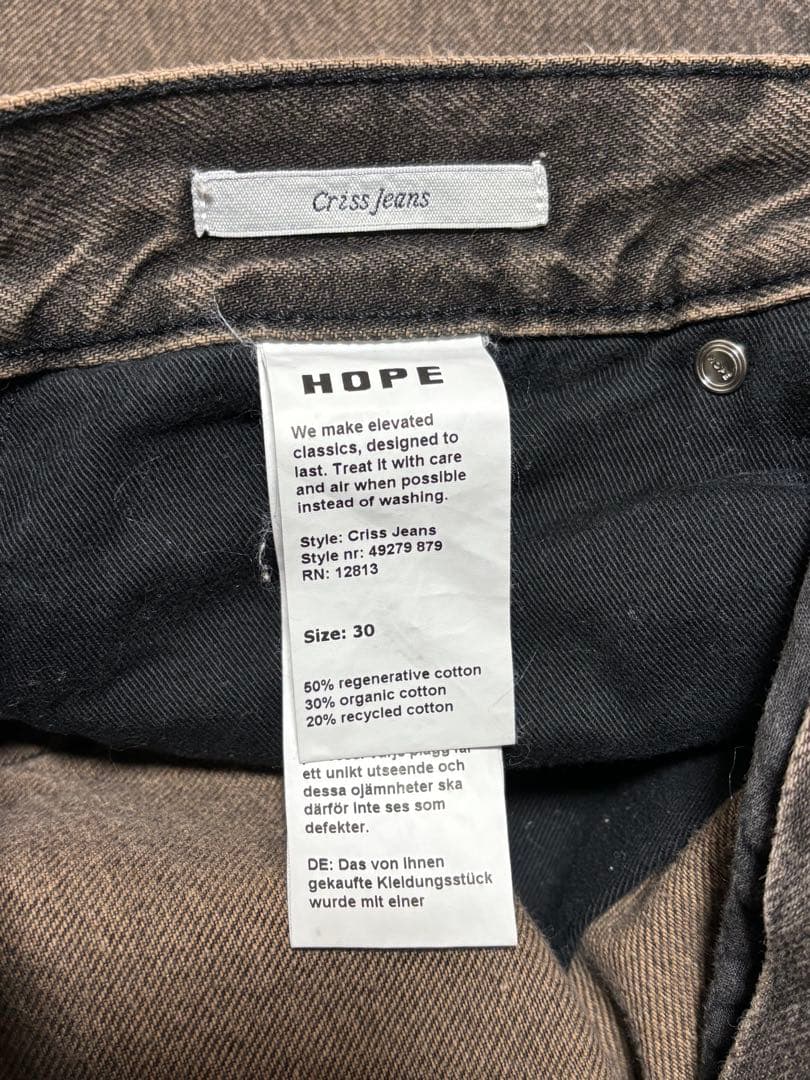 Criss Jeans
HOPE
We make elevated
classics, designed to
last. Treat it with care
and air when possible
instead of washing.
Style: Criss Jeans
Style nr: 49279 879
RN: 12813
Size: 30
50% regenerative cotton
30% organic cotton
20% recycled cotton
ett unikt utseende och
dessa ojämnheter ska
därför inte ses som
defekter.
DE: Das von Ihnen
gekaufte Kleidungsstück
wurde mit einer